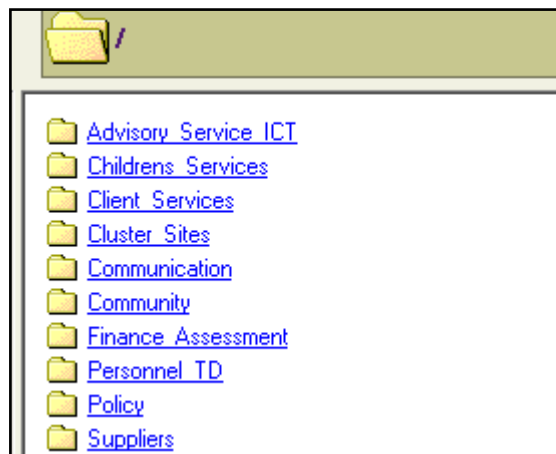 /
Advisory Service ICT
Childrens Services
Client Services
Cluster Sites
Communication
Community
Finance Assessment
Personnel TD
Policy
Suppliers